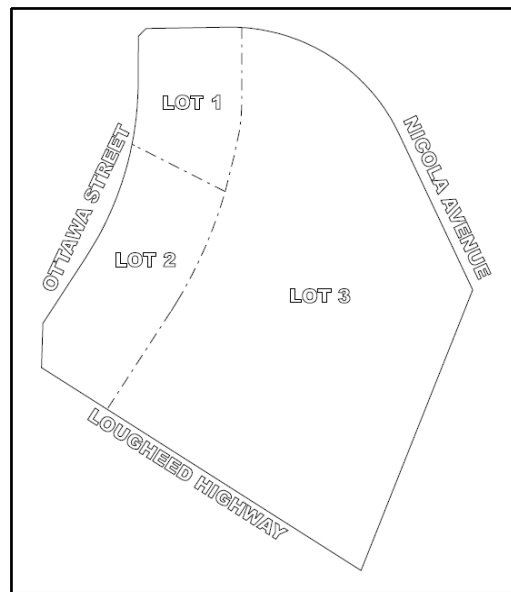 LOT 1
NICOLA AVENUE
OTTAWA STREET
LOT 2
LOT 3
LOUGHEED HIGHWAY